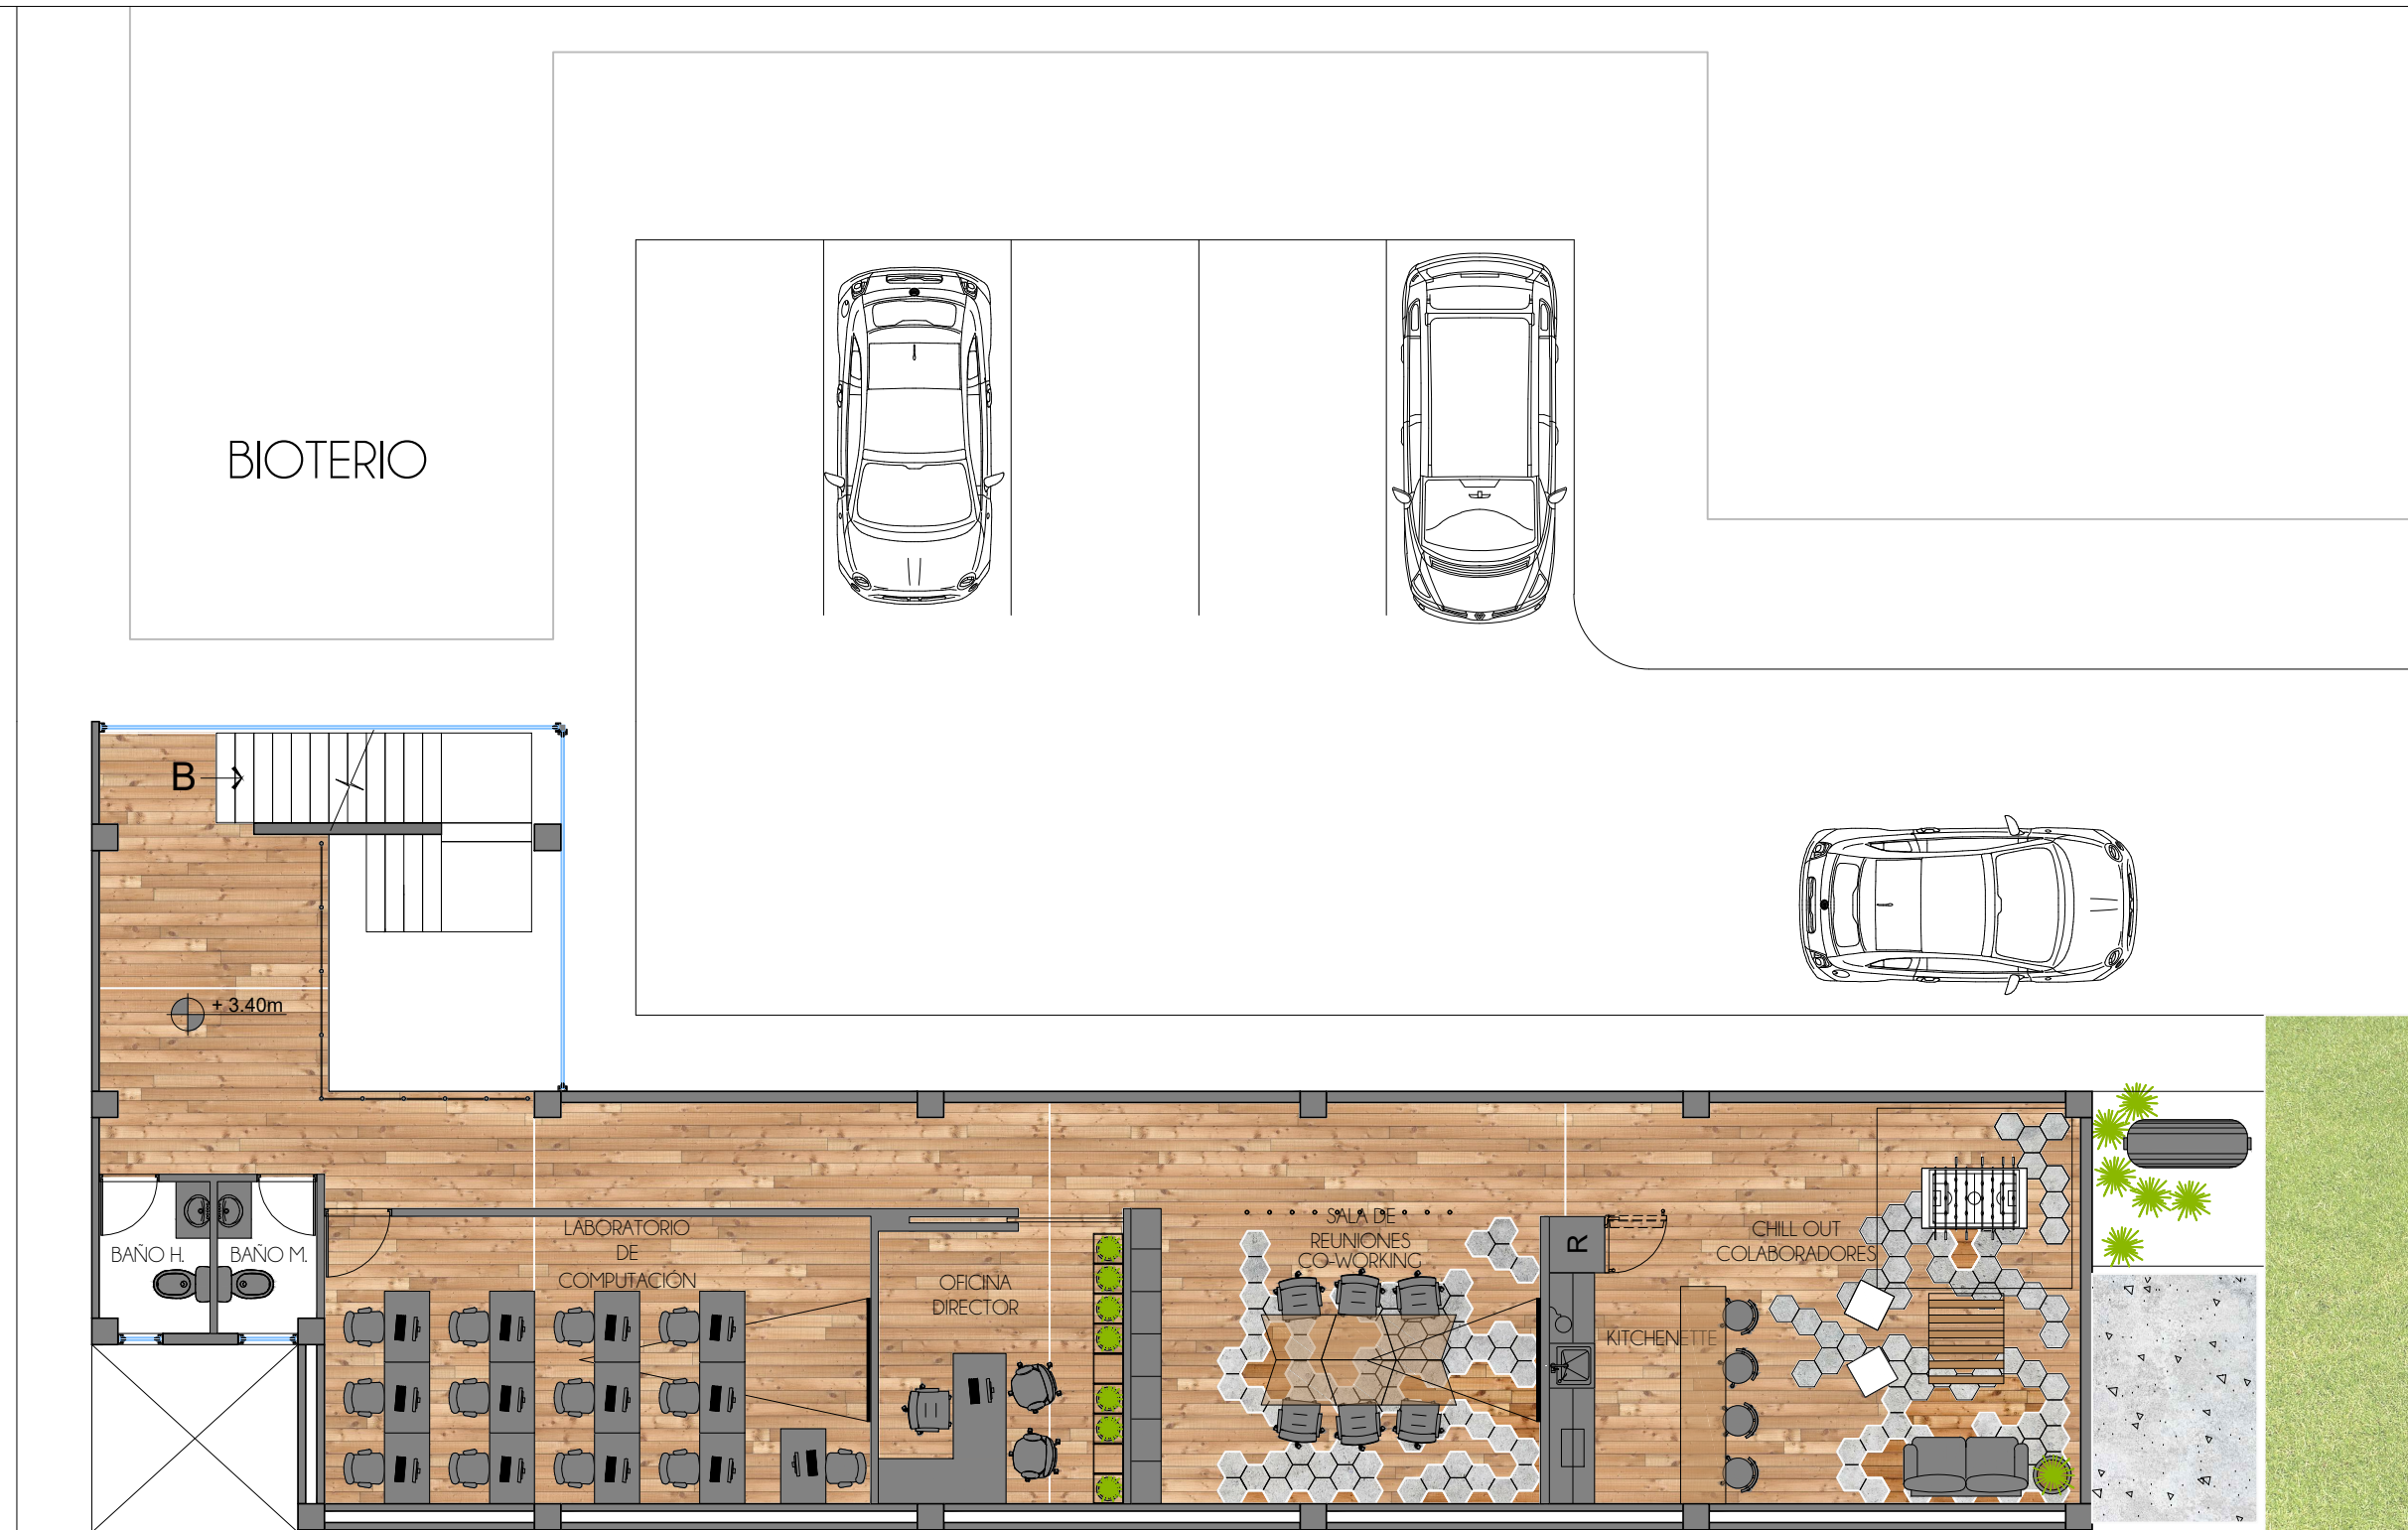 BIOTERIO
B
+ 3.40m
BAÑO H.
BAÑO M.
LABORATORIO
DE
COMPUTACIÓN
OFICINA
DIRECTOR
SALA DE
REUNIONES
CO-WORKING
R
KITCHENETTE
CHILL OUT
COLABORADORES